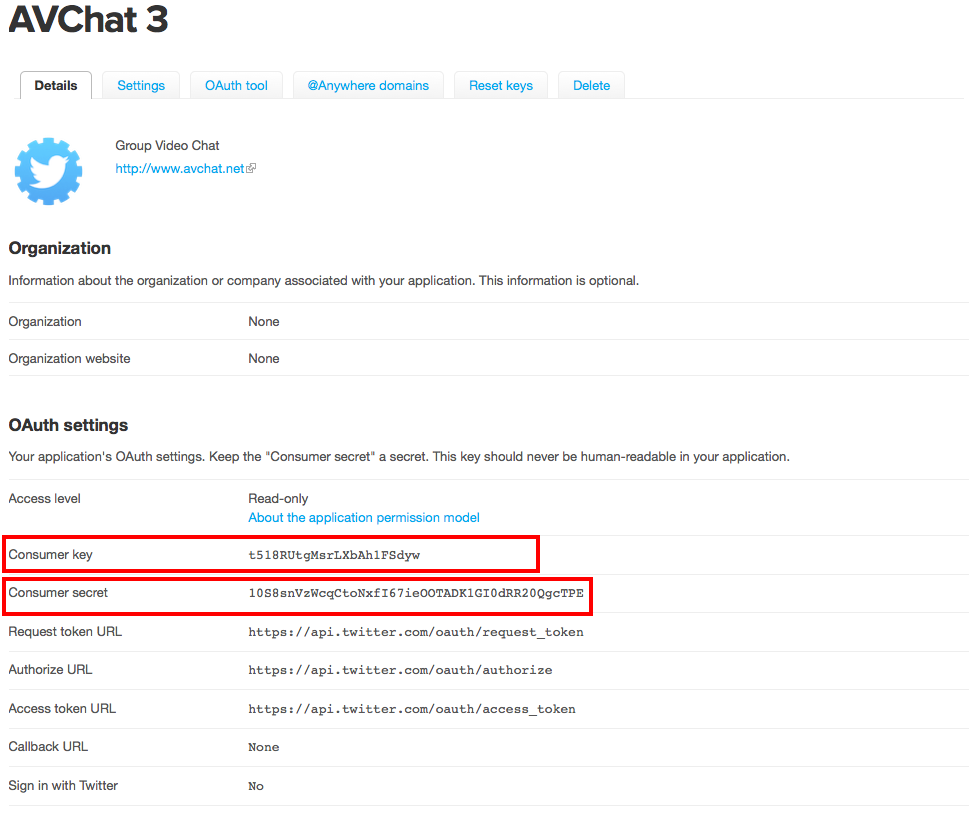 AVChat 3
Details Settings OAuth tool @Anywhere domains Reset keys Delete
Group Video Chat
http://www.avchat.net
Organization
Information about the organization or company associated with your application. This information is optional.
Organization None
Organization website None
OAuth settings
Your application's OAuth settings. Keep the "Consumer secret" a secret. This key should never be human-readable in your application.
Access level Read-only
About the application permission model
Consumer key t518RUtgMsrLXbAh1FSdyw
Consumer secret 10S8snVzWcqCtoNxfI67ieOOTADK1GI0dRR20QgcTPE
Request token URL https://api.twitter.com/oauth/request_token
Authorize URL https://api.twitter.com/oauth/authorize
Access token URL https://api.twitter.com/oauth/access_token
Callback URL None
Sign in with Twitter No